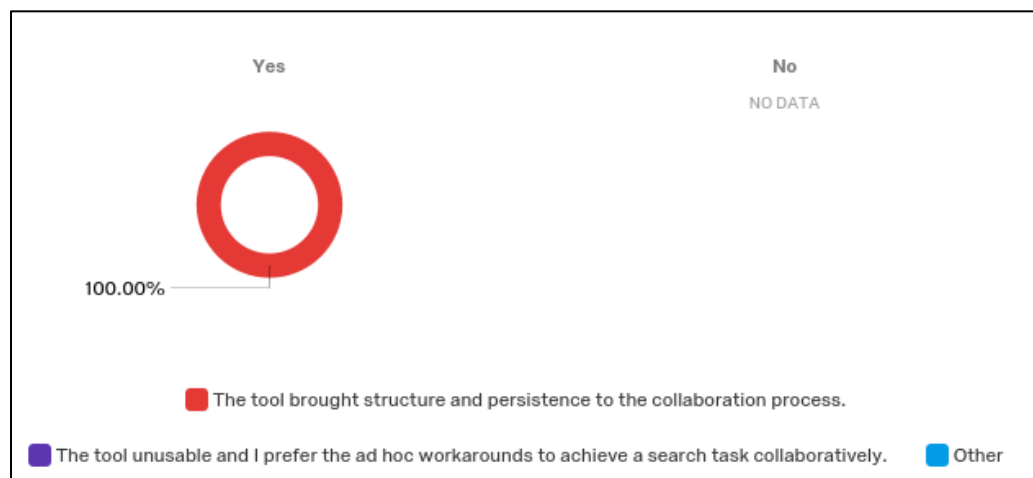 Yes
No
NO DATA
100.00%
The tool brought structure and persistence to the collaboration process.
The tool unusable and I prefer the ad hoc workarounds to achieve a search task collaboratively.
Other